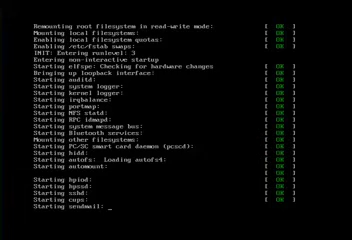 Remounting root filesystem in read-write mode: [ OK ]
Mounting local filesystems: [ OK ]
Enabling local filesystem quotas: [ OK ]
Enabling /etc/fstab swaps: [ OK ]
INIT: Entering runlevel: 3
Entering non-interactive startup
Starting elfspe: Checking for hardware changes [ OK ]
Bringing up loopback interface: [ OK ]
Starting auditd: [ OK ]
Starting system logger: [ OK ]
Starting kernel logger: [ OK ]
Starting irqbalance: [ OK ]
Starting portmap: [ OK ]
Starting NFS statd: [ OK ]
Starting RPC idmapd: [ OK ]
Starting system message bus: [ OK ]
Starting Bluetooth services: [ OK ]
Mounting other filesystems: [ OK ]
Starting PC/SC smart card daemon (pcscd): [ OK ]
Starting hidd: [ OK ]
Starting autofs: Loading autofs4: [ OK ]
Starting automount: [ OK ]
[ OK ]
Starting hpiod: [ OK ]
Starting hpssd: [ OK ]
Starting sshd: [ OK ]
Starting cups: [ OK ]
Starting sendmail: _